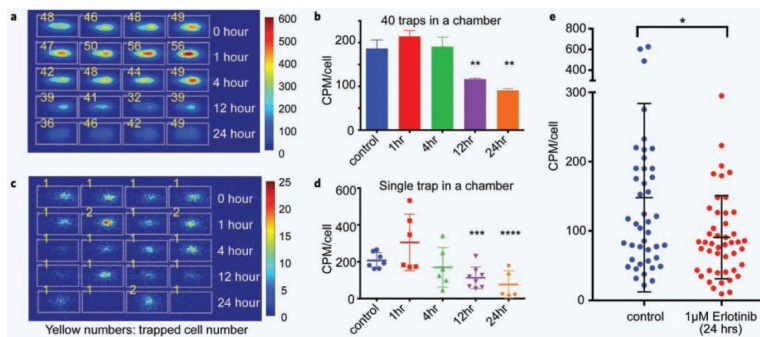 a
48 46 48 49 0 hour
47 50 56 56 1 hour
42 48 44 49 4 hour
39 41 32 39 12 hour
36 46 42 49 24 hour
600
500
400
300
200
100
0
b
40 traps in a chamber
CPM/cell
200
100
0
** **
control 1hr 4hr 12hr 24hr
c
1 1 1 1 0 hour
1 2 1 2 1 hour
1 1 1 1 4 hour
1 1 1 1 12 hour
1 1 2 1 24 hour
25
20
15
10
5
0
Yellow numbers: trapped cell number
d
Single trap in a chamber
CPM/cell
600
400
200
0
*** ****
control 1hr 4hr 12hr 24hr
e
*
CPM/cell
800
600
400
200
100
0
control 1μM Erlotinib
(24 hrs)